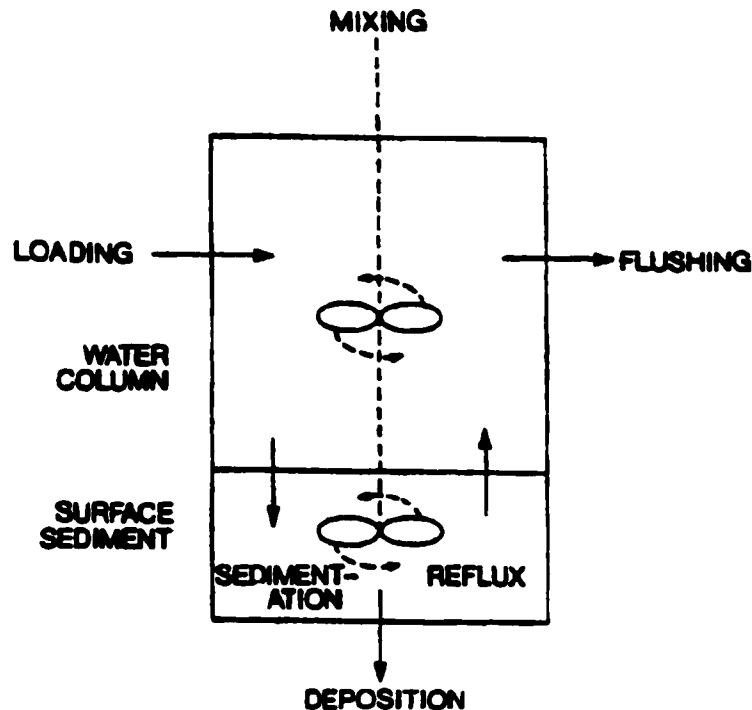 MIXING
LOADING
FLUSHING
WATER
COLUMN
SURFACE
SEDIMENT
SEDIMENT-
ATION
REFLUX
DEPOSITION